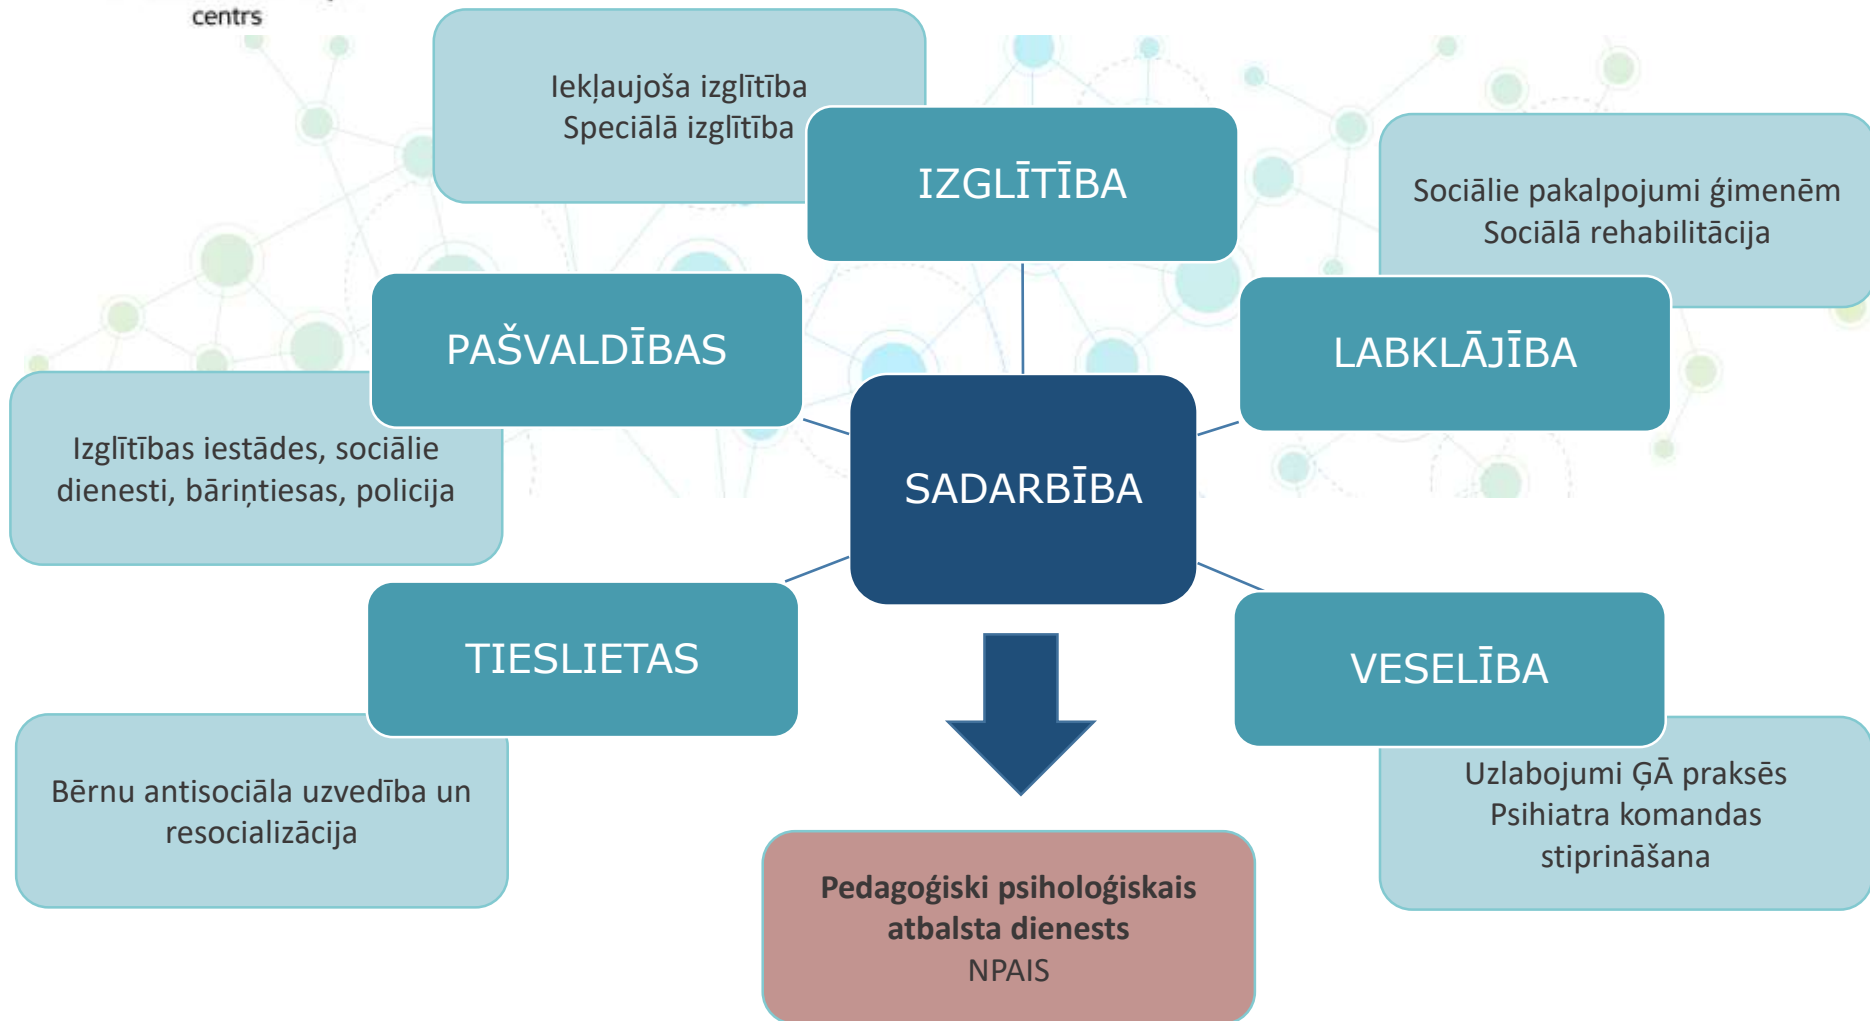 centrs
Iekļaujoša izglītība
Speciālā izglītība
IZGLĪTĪBA
Sociālie pakalpojumi ģimenēm
Sociālā rehabilitācija
PAŠVALDĪBAS
LABKLĀJĪBA
Izglītības iestādes, sociālie
dienesti, bāriņtiesas, policija
SADARBĪBA
TIESLIETAS
VESELĪBA
Bērnu antisociāla uzvedība un
resocializācija
Uzlabojumi ĢĀ praksēs
Psihiatra komandas
stiprināšana
Pedagoģiski psiholoģiskais
atbalsta dienests
NPAIS